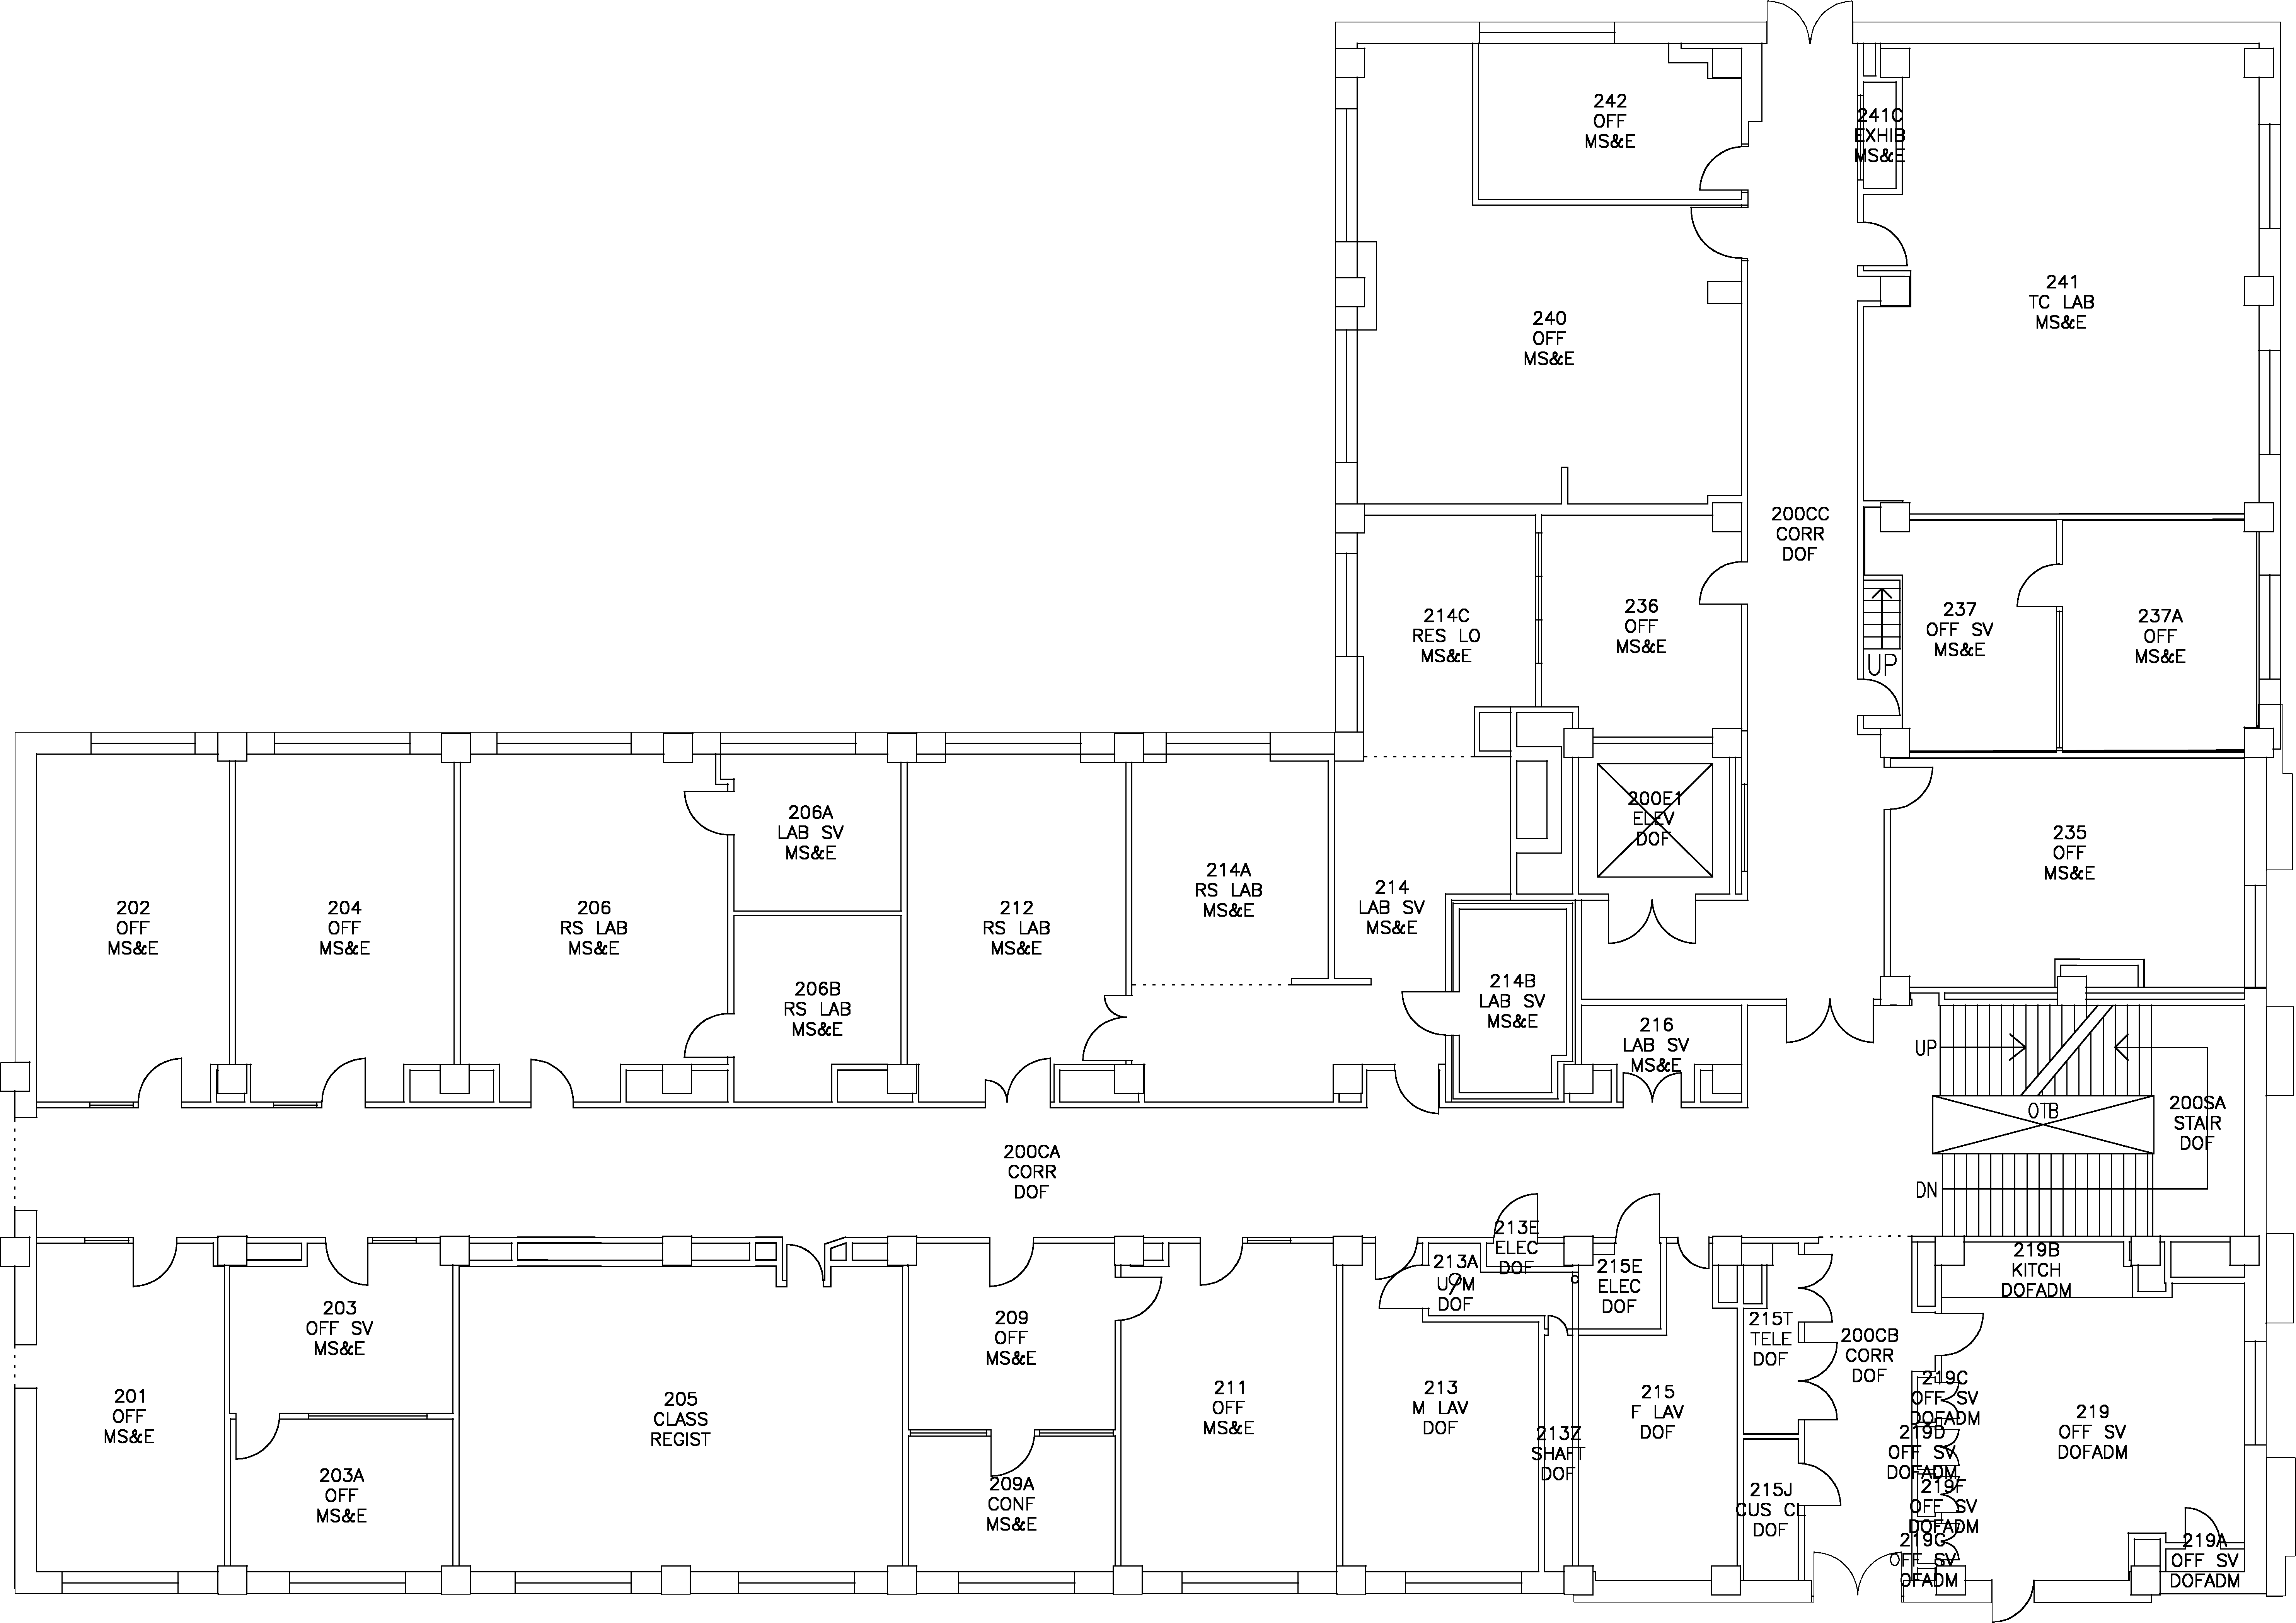 242
OFF
MS&E
241C
EXHIB
MS&E
241
TC LAB
MS&E
240
OFF
MS&E
200CC
CORR
DOF
214C
RES LO
MS&E
236
OFF
MS&E
237
OFF SV
MS&E
237A
OFF
MS&E
UP
206A
LAB SV
MS&E
200E1
ELEV
DOF
235
OFF
MS&E
202
OFF
MS&E
204
OFF
MS&E
206
RS LAB
MS&E
212
RS LAB
MS&E
214A
RS LAB
MS&E
214
LAB SV
MS&E
206B
RS LAB
MS&E
214B
LAB SV
MS&E
216
LAB SV
MS&E
UP
OTB
200SA
STAIR
DOF
DN
200CA
CORR
DOF
213E
ELEC
DOF
213A
U/M
DOF
215E
ELEC
DOF
219B
KITCH
DOFADM
203
OFF SV
MS&E
209
OFF
MS&E
215T
TELE
DOF
200CB
CORR
DOF
201
OFF
MS&E
205
CLASS
REGIST
211
OFF
MS&E
213
M LAV
DOF
213Z
SHAFT
DOF
215
F LAV
DOF
219C
OFF SV
DOFADM
219D
OFF SV
DOFADM
219F
OFF SV
DOFADM
219G
OFF SV
DOFADM
219
OFF SV
DOFADM
203A
OFF
MS&E
209A
CONF
MS&E
215J
CUS CL
DOF
219A
OFF SV
DOFADM